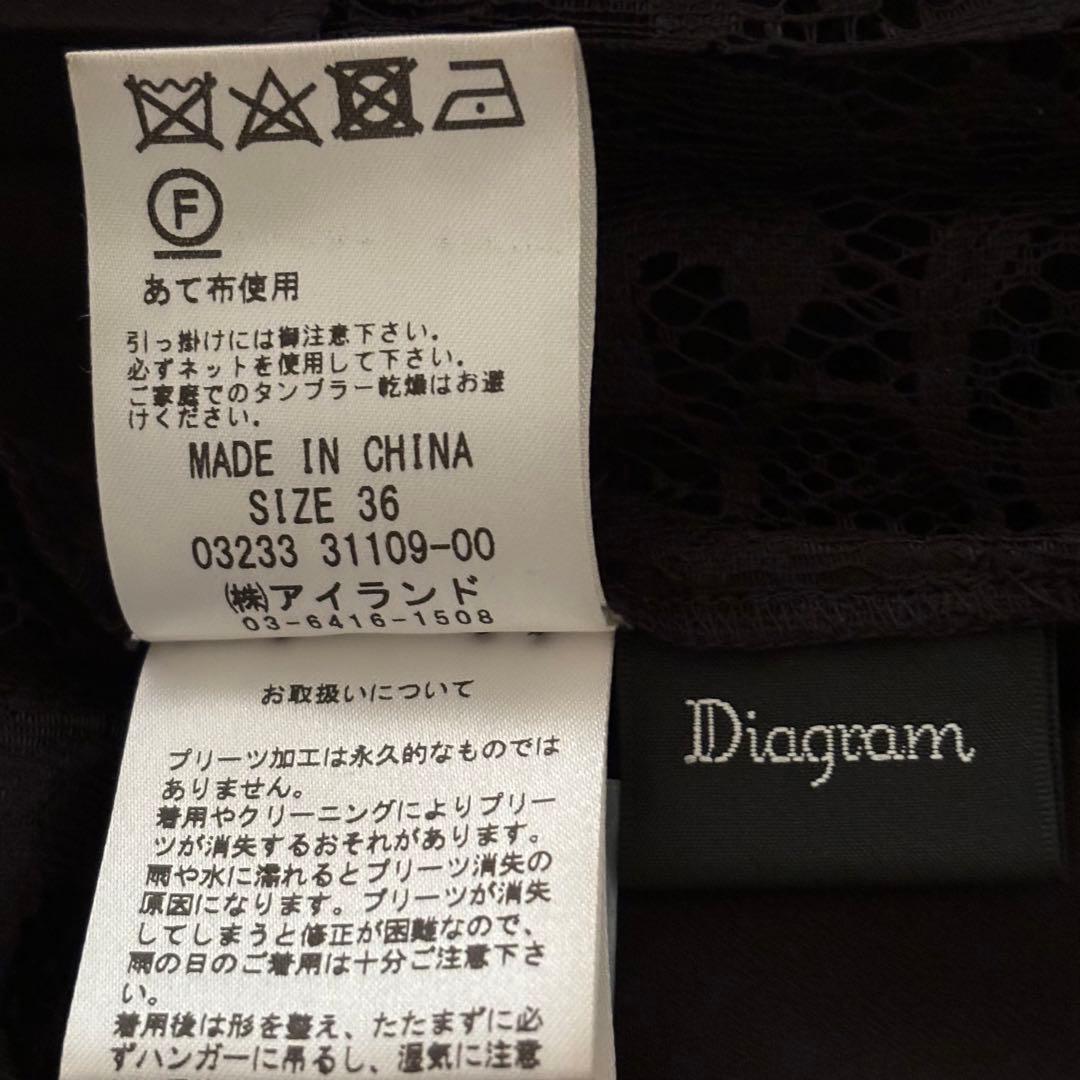 F
あて布使用
引っ掛けには御注意下さい。
必ずネットを使用して下さい。
ご家庭でのタンブラー乾燥はお避
けください。
MADE IN CHINA
SIZE 36
03233 31109-00
㈱アイランド
03-6416-1508
お取扱いについて
プリーツ加工は永久的なものでは
ありません。
着用やクリーニングによりプリー
ツが消失するおそれがあります。
雨や水に濡れるとプリーツ消失の
原因になります。プリーツが消失
してしまうと修正が困難なので、
雨の日のご着用は十分ご注意下さ
い。
着用後は形を整え、たたまずに必
ずハンガーに吊るし、湿気に注意
Diagram